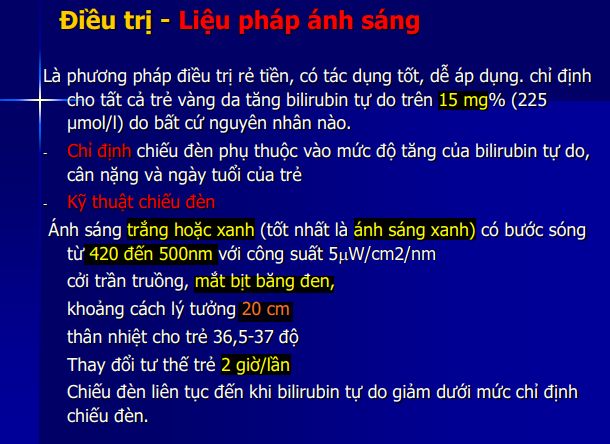 Điều trị - Liệu pháp ánh sáng
Là phương pháp điều trị rẻ tiền, có tác dụng tốt, dễ áp dụng. chỉ định
cho tất cả trẻ vàng da tăng bilirubin tự do trên 15 mg% (225
μmol/l) do bất cứ nguyên nhân nào.
- Chỉ định chiếu đèn phụ thuộc vào mức độ tăng của bilirubin tự do,
cân nặng và ngày tuổi của trẻ
- Kỹ thuật chiếu đèn
Ánh sáng trắng hoặc xanh (tốt nhất là ánh sáng xanh) có bước sóng
từ 420 đến 500nm với công suất 5μW/cm2/nm
cởi trần truồng, mắt bịt băng đen,
khoảng cách lý tưởng 20 cm
thân nhiệt cho trẻ 36,5-37 độ
Thay đổi tư thế trẻ 2 giờ/lần
Chiếu đèn liên tục đến khi bilirubin tự do giảm dưới mức chỉ định
chiếu đèn.